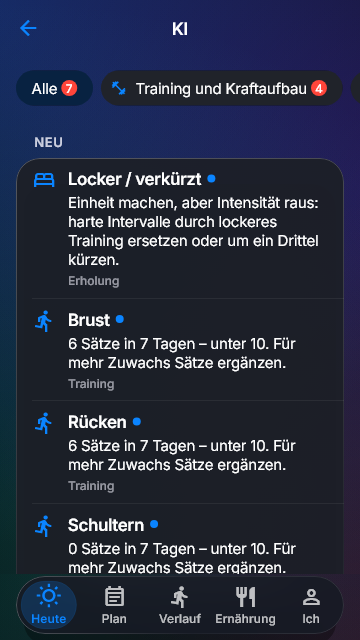 KI
Alle 7
Training und Kraftaufbau 4
NEU
Locker / verkürzt
Einheit machen, aber Intensität raus:
harte Intervalle durch lockeres
Training ersetzen oder um ein Drittel
kürzen.
Erholung
Brust
6 Sätze in 7 Tagen – unter 10. Für
mehr Zuwachs Sätze ergänzen.
Training
Rücken
6 Sätze in 7 Tagen – unter 10. Für
mehr Zuwachs Sätze ergänzen.
Training
Schultern
0 Sätze in 7 Tagen – unter 10. Für
mehr Zuwachs Sätze ergänzen.
Heute
Plan
Verlauf
Ernährung
Ich